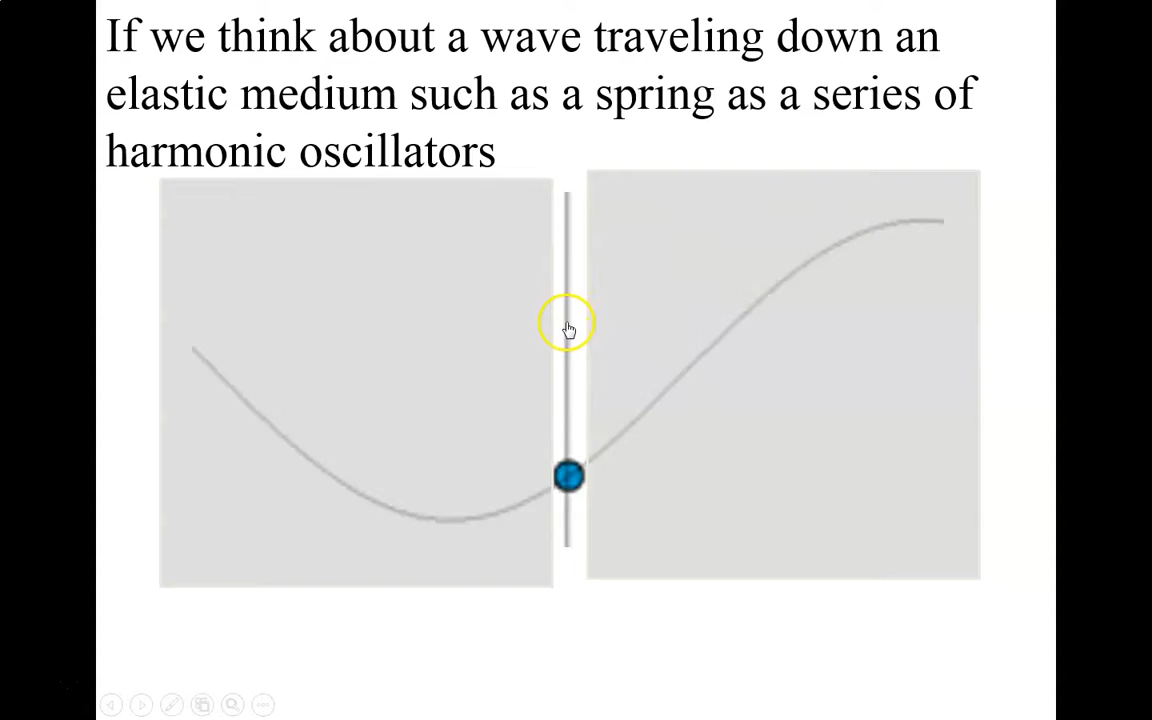 If we think about a wave traveling down an
elastic medium such as a spring as a series of
harmonic oscillators